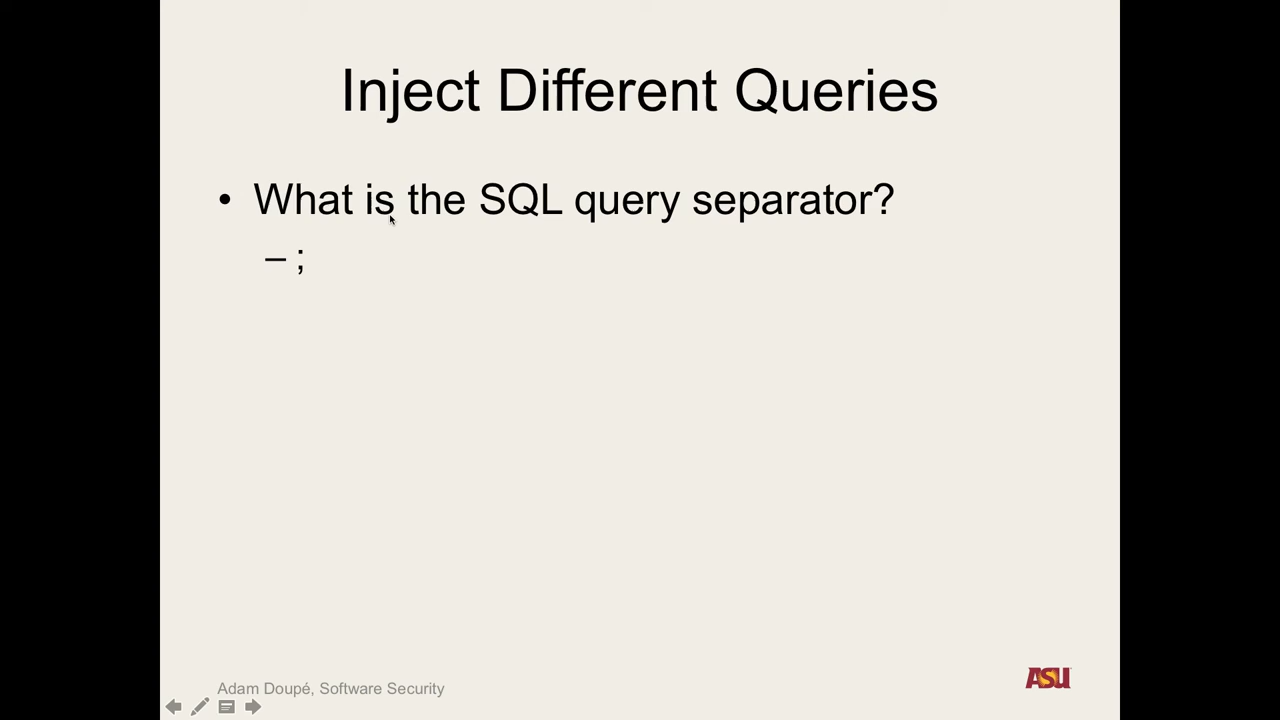 Inject Different Queries
• What is the SQL query separator?
– ;
Adam Doupé, Software Security
ASU